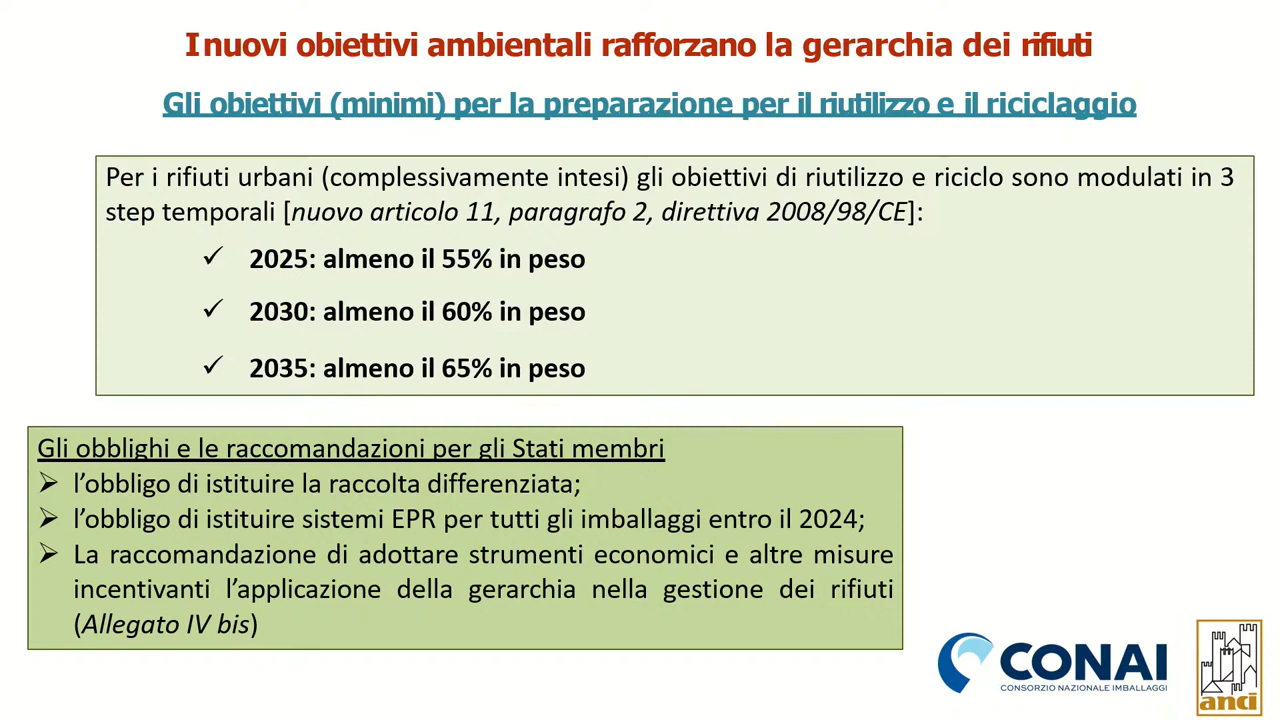 I nuovi obiettivi ambientali rafforzano la gerarchia dei rifiuti
Gli obiettivi (minimi) per la preparazione per il riutilizzo e il riciclaggio
Per i rifiuti urbani (complessivamente intesi) gli obiettivi di riutilizzo e riciclo sono modulati in 3
step temporali [nuovo articolo 11, paragrafo 2, direttiva 2008/98/CE]:
✓ 2025: almeno il 55% in peso
✓ 2030: almeno il 60% in peso
✓ 2035: almeno il 65% in peso
Gli obblighi e le raccomandazioni per gli Stati membri
➢ l’obbligo di istituire la raccolta differenziata;
➢ l’obbligo di istituire sistemi EPR per tutti gli imballaggi entro il 2024;
➢ La raccomandazione di adottare strumenti economici e altre misure
incentivanti l’applicazione della gerarchia nella gestione dei rifiuti
(Allegato IV bis)
CONAI
CONSORZIO NAZIONALE IMBALLAGGI
anci